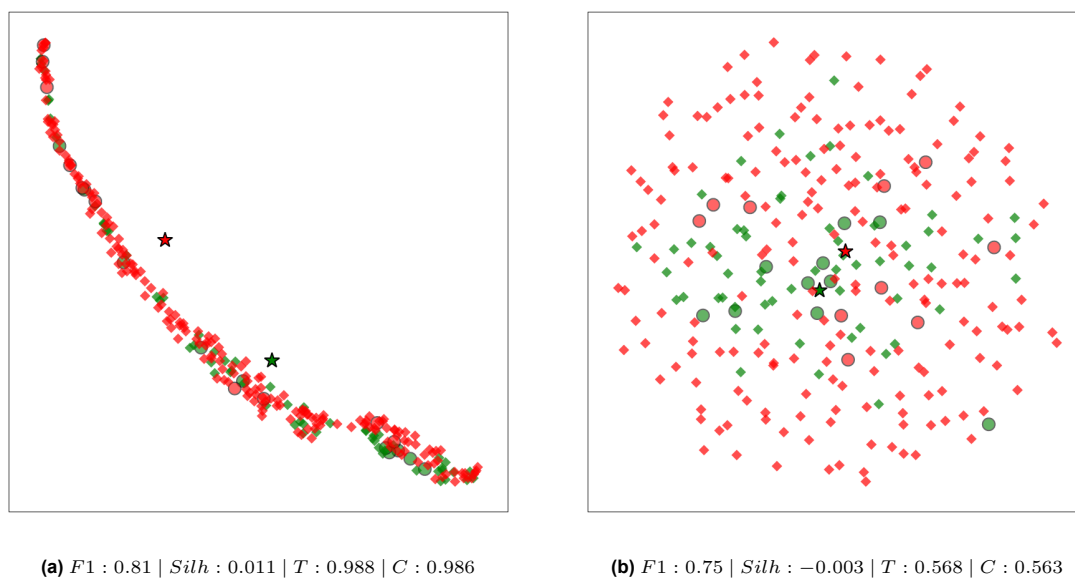 (a) F1 : 0.81 | Silh : 0.011 | T : 0.988 | C : 0.986
(b) F1 : 0.75 | Silh : −0.003 | T : 0.568 | C : 0.563